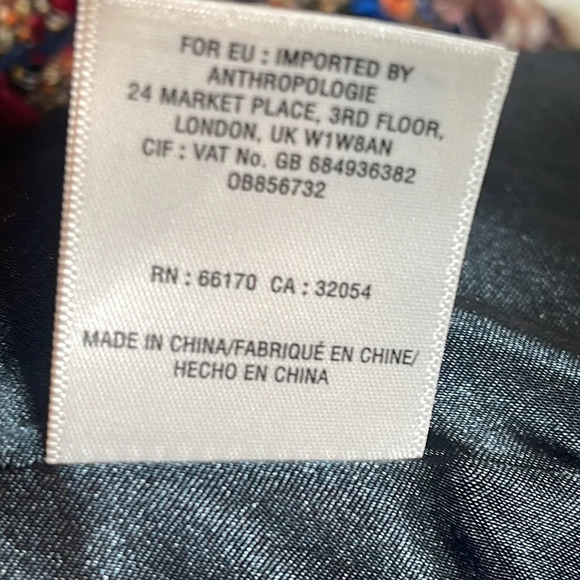 FOR EU : IMPORTED BY
ANTHROPOLOGIE
24 MARKET PLACE, 3RD FLOOR,
LONDON, UK W1W8AN
CIF : VAT No. GB 684936382
OB856732
RN : 66170 CA : 32054
MADE IN CHINA/FABRIQUÉ EN CHINE/
HECHO EN CHINA